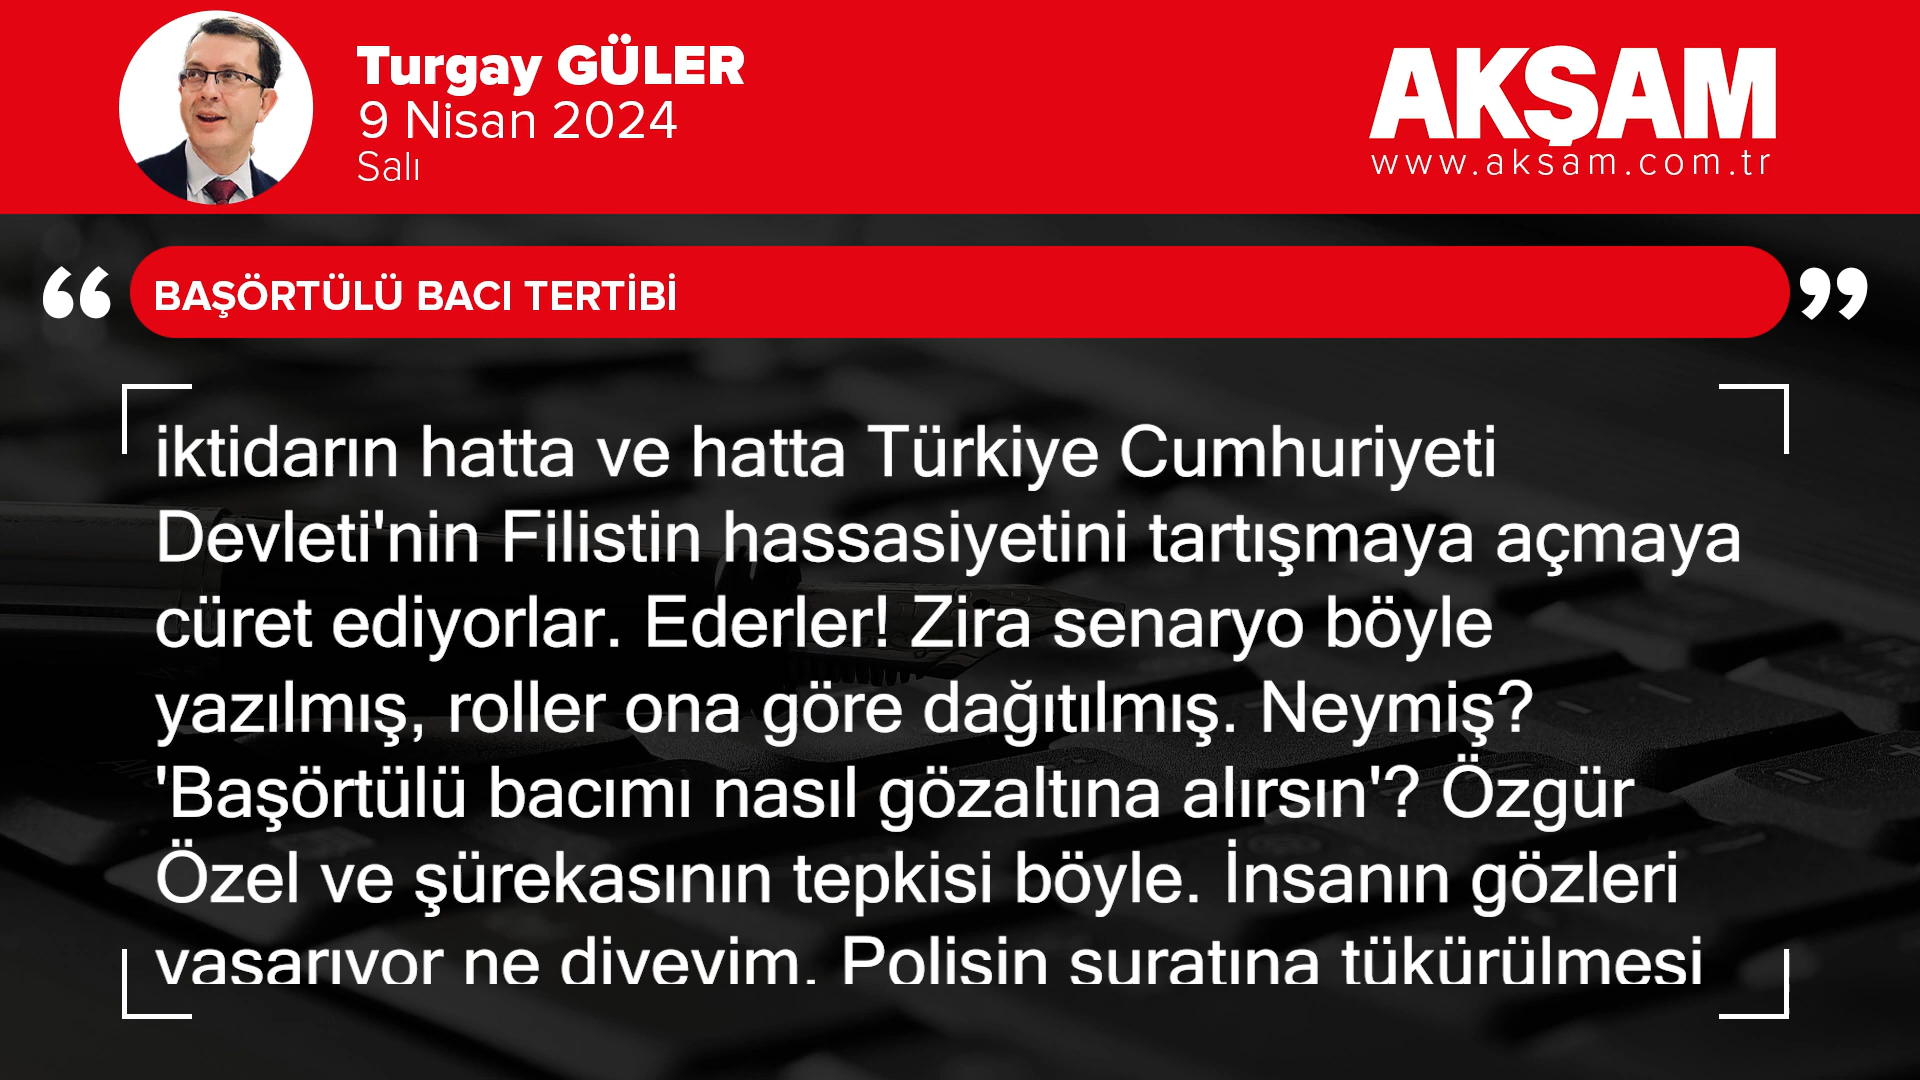 Turgay GÜLER
9 Nisan 2024
Salı
AKŞAM
www.aksam.com.tr
“ BAŞÖRTÜLÜ BACI TERTİBİ ”
iktidarın hatta ve hatta Türkiye Cumhuriyeti
Devleti'nin Filistin hassasiyetini tartışmaya açmaya
cüret ediyorlar. Ederler! Zira senaryo böyle
yazılmış, roller ona göre dağıtılmış. Neymiş?
'Başörtülü bacımı nasıl gözaltına alırsın'? Özgür
Özel ve şürekasının tepkisi böyle. İnsanın gözleri
yaşarıyor ne diyeyim. Polisin suratına tükürülmesi